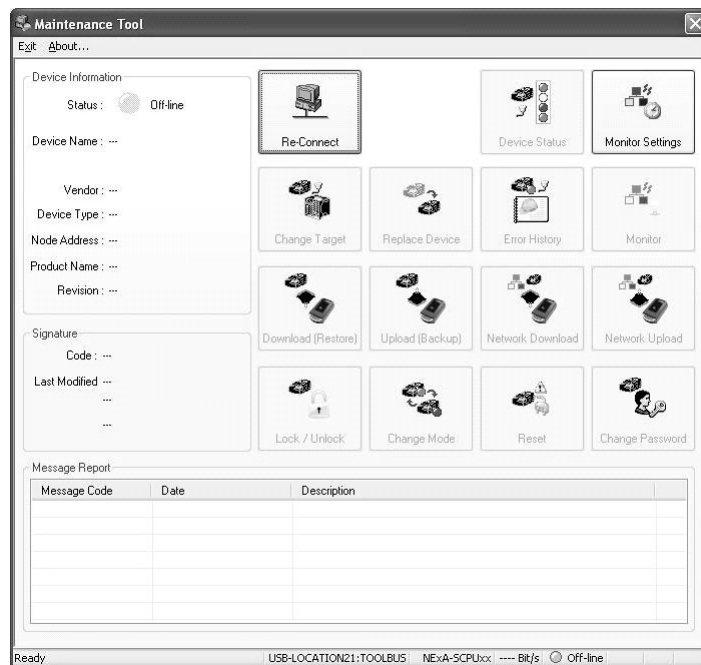 Maintenance Tool
Exit About...
Device Information
Status : Off-line
Device Name : ---
Vendor : ---
Device Type : ---
Node Address : ---
Product Name : ---
Revision : ---
Signature
Code : ---
Last Modified ---
---
---
Re-Connect
Device Status
Monitor Settings
Change Target
Replace Device
Error History
Monitor
Download (Restore)
Upload (Backup)
Network Download
Network Upload
Lock / Unlock
Change Mode
Reset
Change Password
Message Report
Message Code Date Description
Ready USB-LOCATION21:TOOLBUS NExA-SCPUxx ---- Bit/s Off-line